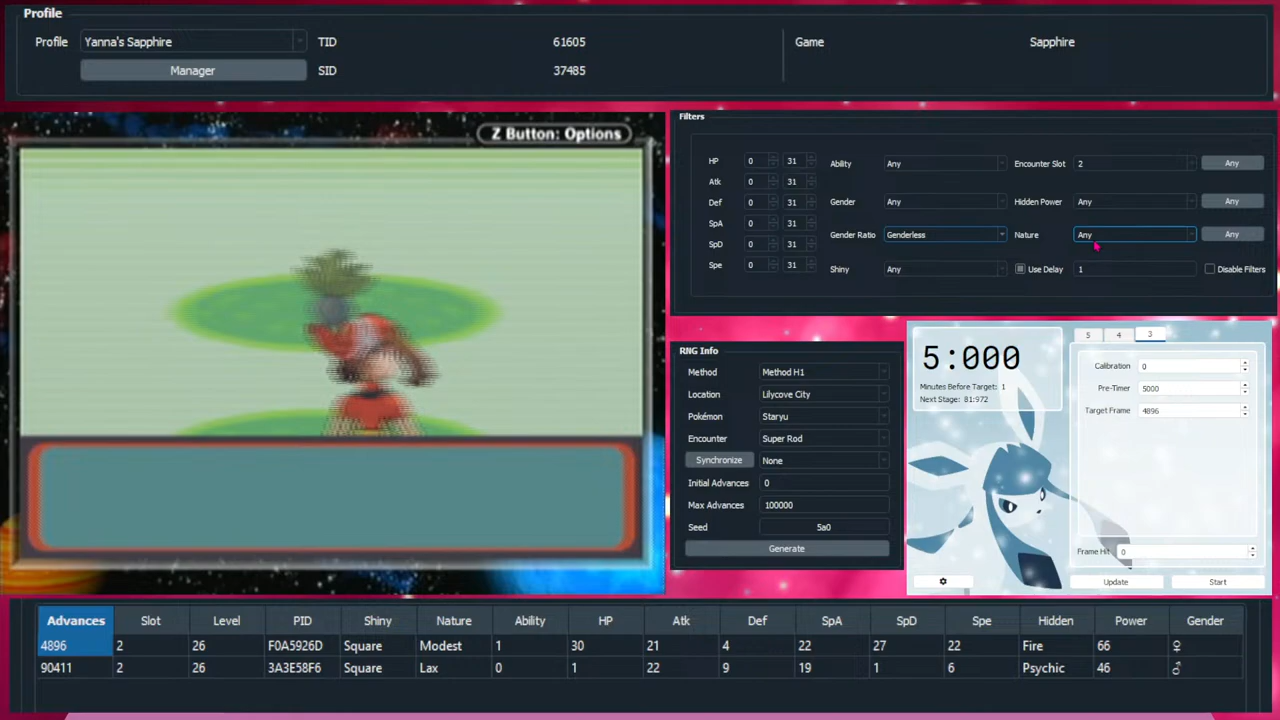 Profile
Profile Yanna's Sapphire TID 61605 Game Sapphire
Manager SID 37485
Z Button: Options
Filters
HP 0 31 Ability Any Encounter Slot 2 Any
Atk 0 31
Def 0 31 Gender Any Hidden Power Any Any
SpA 0 31
SpD 0 31 Gender Ratio Genderless Nature Any Any
Spe 0 31 Shiny Any Use Delay 1 Disable Filters
RNG Info
Method Method H1
Location Lilycove City
Pokémon Staryu
Encounter Super Rod
Synchronize None
Initial Advances 0
Max Advances 100000
Seed 5a0
Generate
5:000
Minutes Before Target: 1
Next Stage: 81:972
5 4 3
Calibration 0
Pre-Timer 5000
Target Frame 4896
Frame Hit 0
Update Start
Advances Slot Level PID Shiny Nature Ability HP Atk Def SpA SpD Spe Hidden Power Gender
4896 2 26 F0A5926D Square Modest 1 30 21 4 22 27 22 Fire 66 ♀
90411 2 26 3A3E58F6 Square Lax 0 1 22 9 19 1 6 Psychic 46 ♂